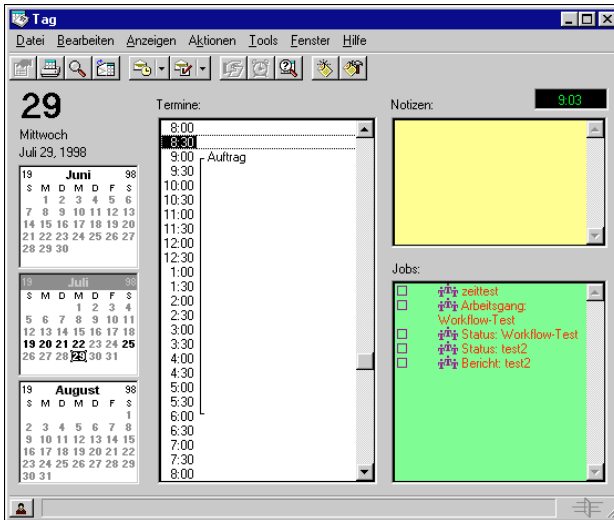 Tag
Datei Bearbeiten Anzeigen Aktionen Tools Fenster Hilfe
29
Mittwoch
Juli 29, 1998
19 Juni 98
S M D M D F S
1 2 3 4 5 6
7 8 9 10 11 12 13
14 15 16 17 18 19 20
21 22 23 24 25 26 27
28 29 30
19 Juli 98
S M D M D F S
1 2 3 4
5 6 7 8 9 10 11
12 13 14 15 16 17 18
19 20 21 22 23 24 25
26 27 28 29 30 31
19 August 98
S M D M D F S
1
2 3 4 5 6 7 8
9 10 11 12 13 14 15
16 17 18 19 20 21 22
23 24 25 26 27 28 29
30 31
Termine:
8:00
8:30
9:00 Auftrag
9:30
10:00
10:30
11:00
11:30
12:00
12:30
1:00
1:30
2:00
2:30
3:00
3:30
4:00
4:30
5:00
5:30
6:00
6:30
7:00
7:30
8:00
Notizen:
9:03
Jobs:
zeittest
Arbeitsgang:
Workflow-Test
Status: Workflow-Test
Status: test2
Bericht: test2